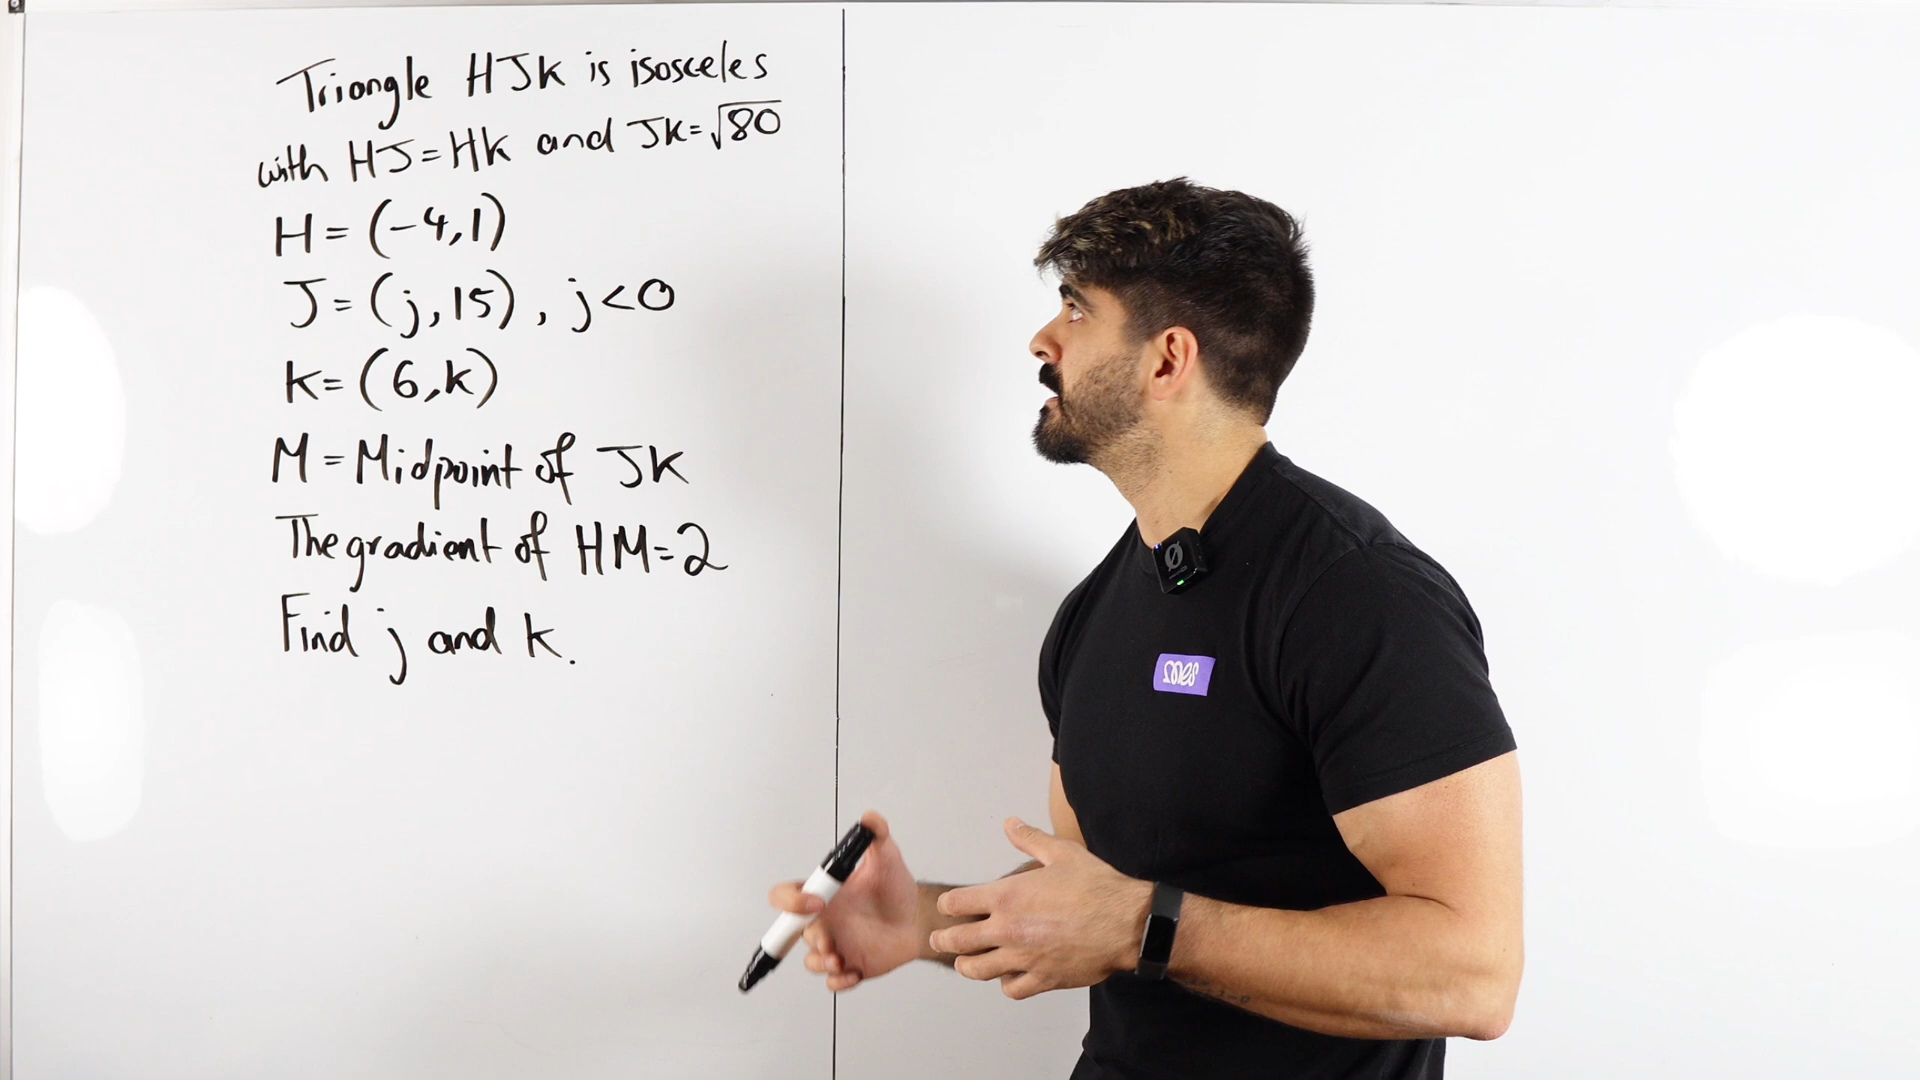 Triangle HJK is isosceles
with HJ=HK and JK=√80
H=(-4,1)
J=(j,15), j<0
K=(6,k)
M=Midpoint of JK
The gradient of HM=2
Find j and k.